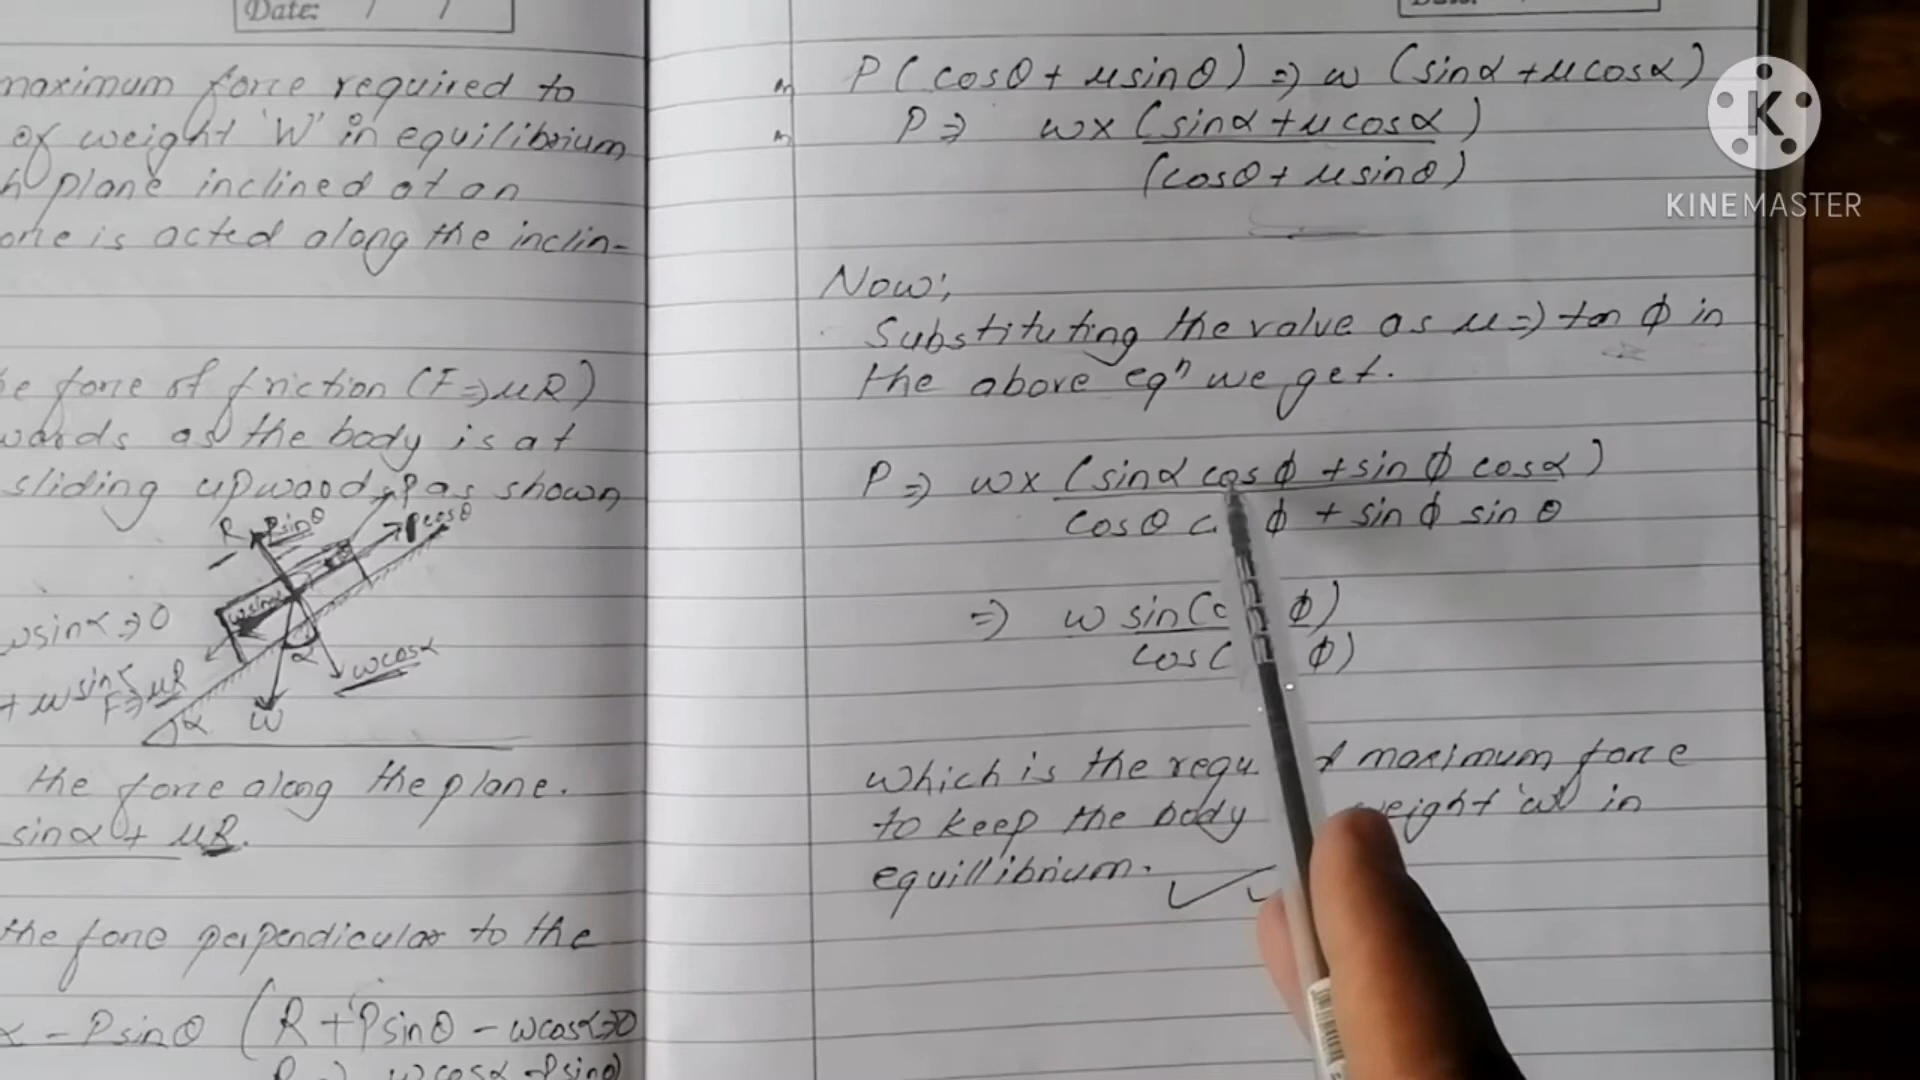 Date: / /
maximum force required to
of weight 'W' in equilibrium
plane inclined at an
is acted along the inclin-
force of friction (F=>μR)
wards as the body is at
sliding upward, P as shown
R Psinθ Pcosθ
wsinα=>0
wsinα wcosα
F=>μR
W α
the force along the plane.
sinα + μR.
the force perpendicular to the
- Psinθ (R+Psinθ - wcosα=>0
wcosα - Psinθ)
P(cosθ + μsinθ) => w (sinα + μcosα)
P => w x (sinα + μcosα)
(cosθ + μsinθ)
Now,
Substituting the value as μ => tan ϕ in
the above eqn we get.
P => w x (sinα cosϕ + sinϕ cosα)
cosθ c ϕ + sinϕ sinθ
=> w sin( ϕ)
cos( ϕ)
which is the requ d maximum force
to keep the body weight 'w' in
equillibrium.
K
KINEMASTER